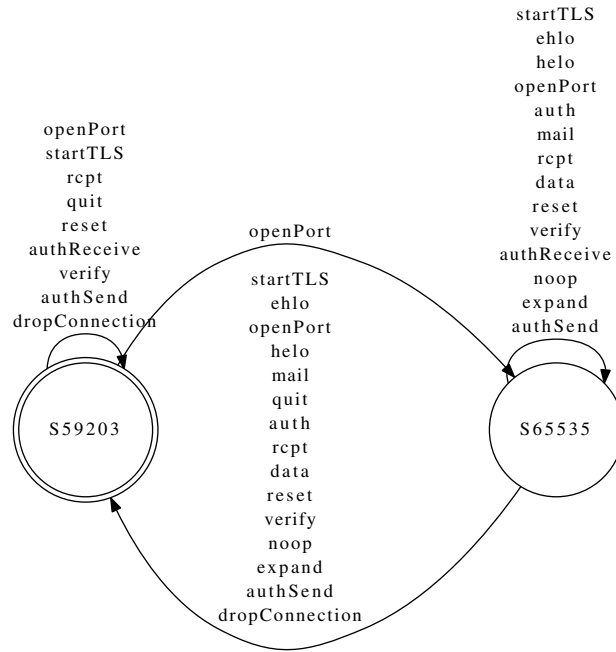 openPort
startTLS
rcpt
quit
reset
authReceive
verify
authSend
dropConnection
S59203
openPort
startTLS
ehlo
openPort
helo
mail
quit
auth
rcpt
data
reset
verify
noop
expand
authSend
dropConnection
startTLS
ehlo
helo
openPort
auth
mail
rcpt
data
reset
verify
authReceive
noop
expand
authSend
S65535